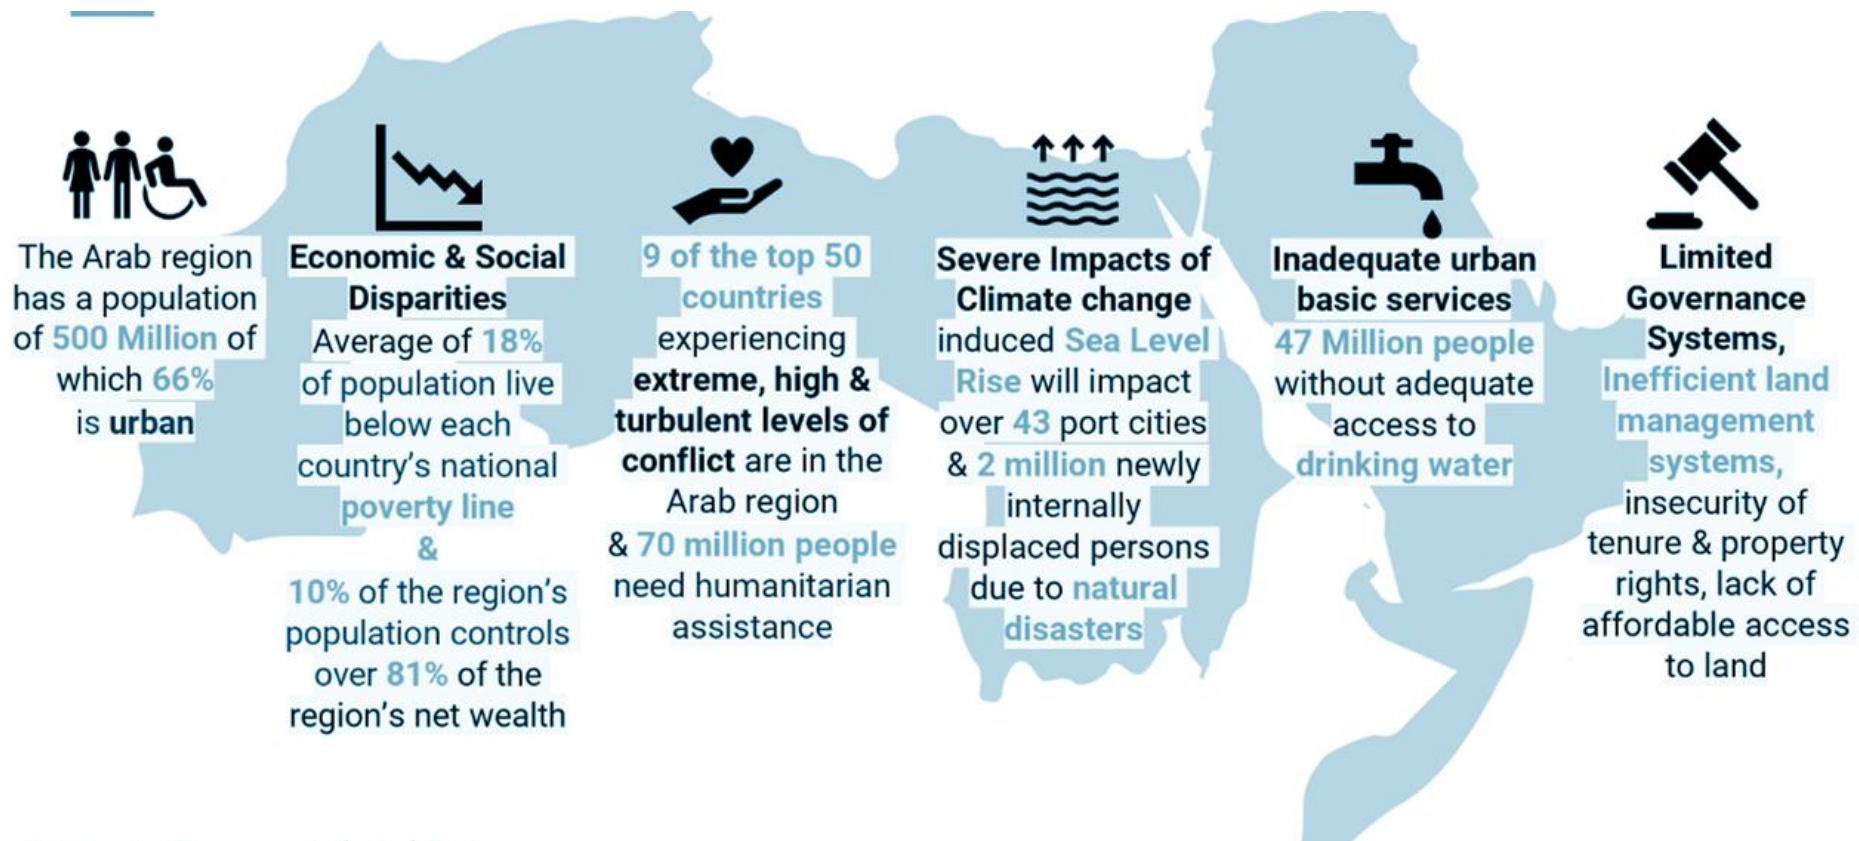 The Arab region
has a population
of 500 Million of
which 66%
is urban
Economic & Social
Disparities
Average of 18%
of population live
below each
country's national
poverty line
&
10% of the region's
population controls
over 81% of the
region's net wealth
9 of the top 50
countries
experiencing
extreme, high &
turbulent levels of
conflict are in the
Arab region
& 70 million people
need humanitarian
assistance
Severe Impacts of
Climate change
induced Sea Level
Rise will impact
over 43 port cities
& 2 million newly
internally
displaced persons
due to natural
disasters
Inadequate urban
basic services
47 Million people
without adequate
access to
drinking water
Limited
Governance
Systems,
Inefficient land
management
systems,
insecurity of
tenure & property
rights, lack of
affordable access
to land